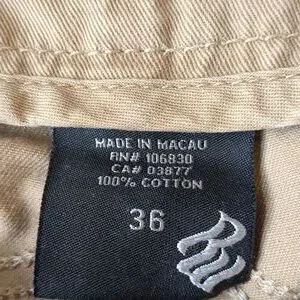 MADE IN MACAU
RN# 106830
CA# 03877
100% COTTON
36